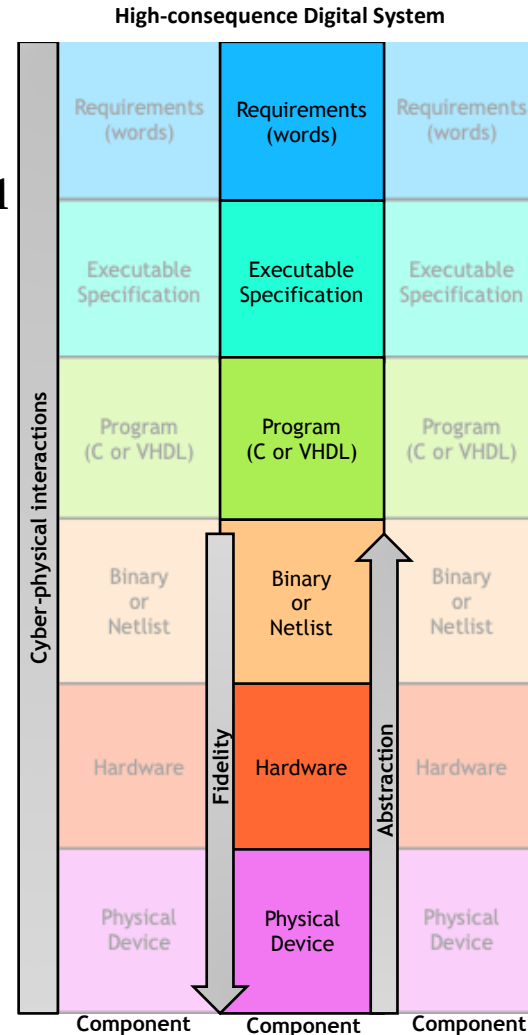 High-consequence Digital System
Requirements
(words)
Requirements
(words)
Requirements
(words)
1
Executable
Specification
Executable
Specification
Executable
Specification
Program
(C or VHDL)
Program
(C or VHDL)
Program
(C or VHDL)
Cyber-physical interactions
Binary
or
Netlist
Binary
or
Netlist
Binary
or
Netlist
Fidelity
Abstraction
Hardware
Hardware
Hardware
Physical
Device
Physical
Device
Physical
Device
Component
Component
Component